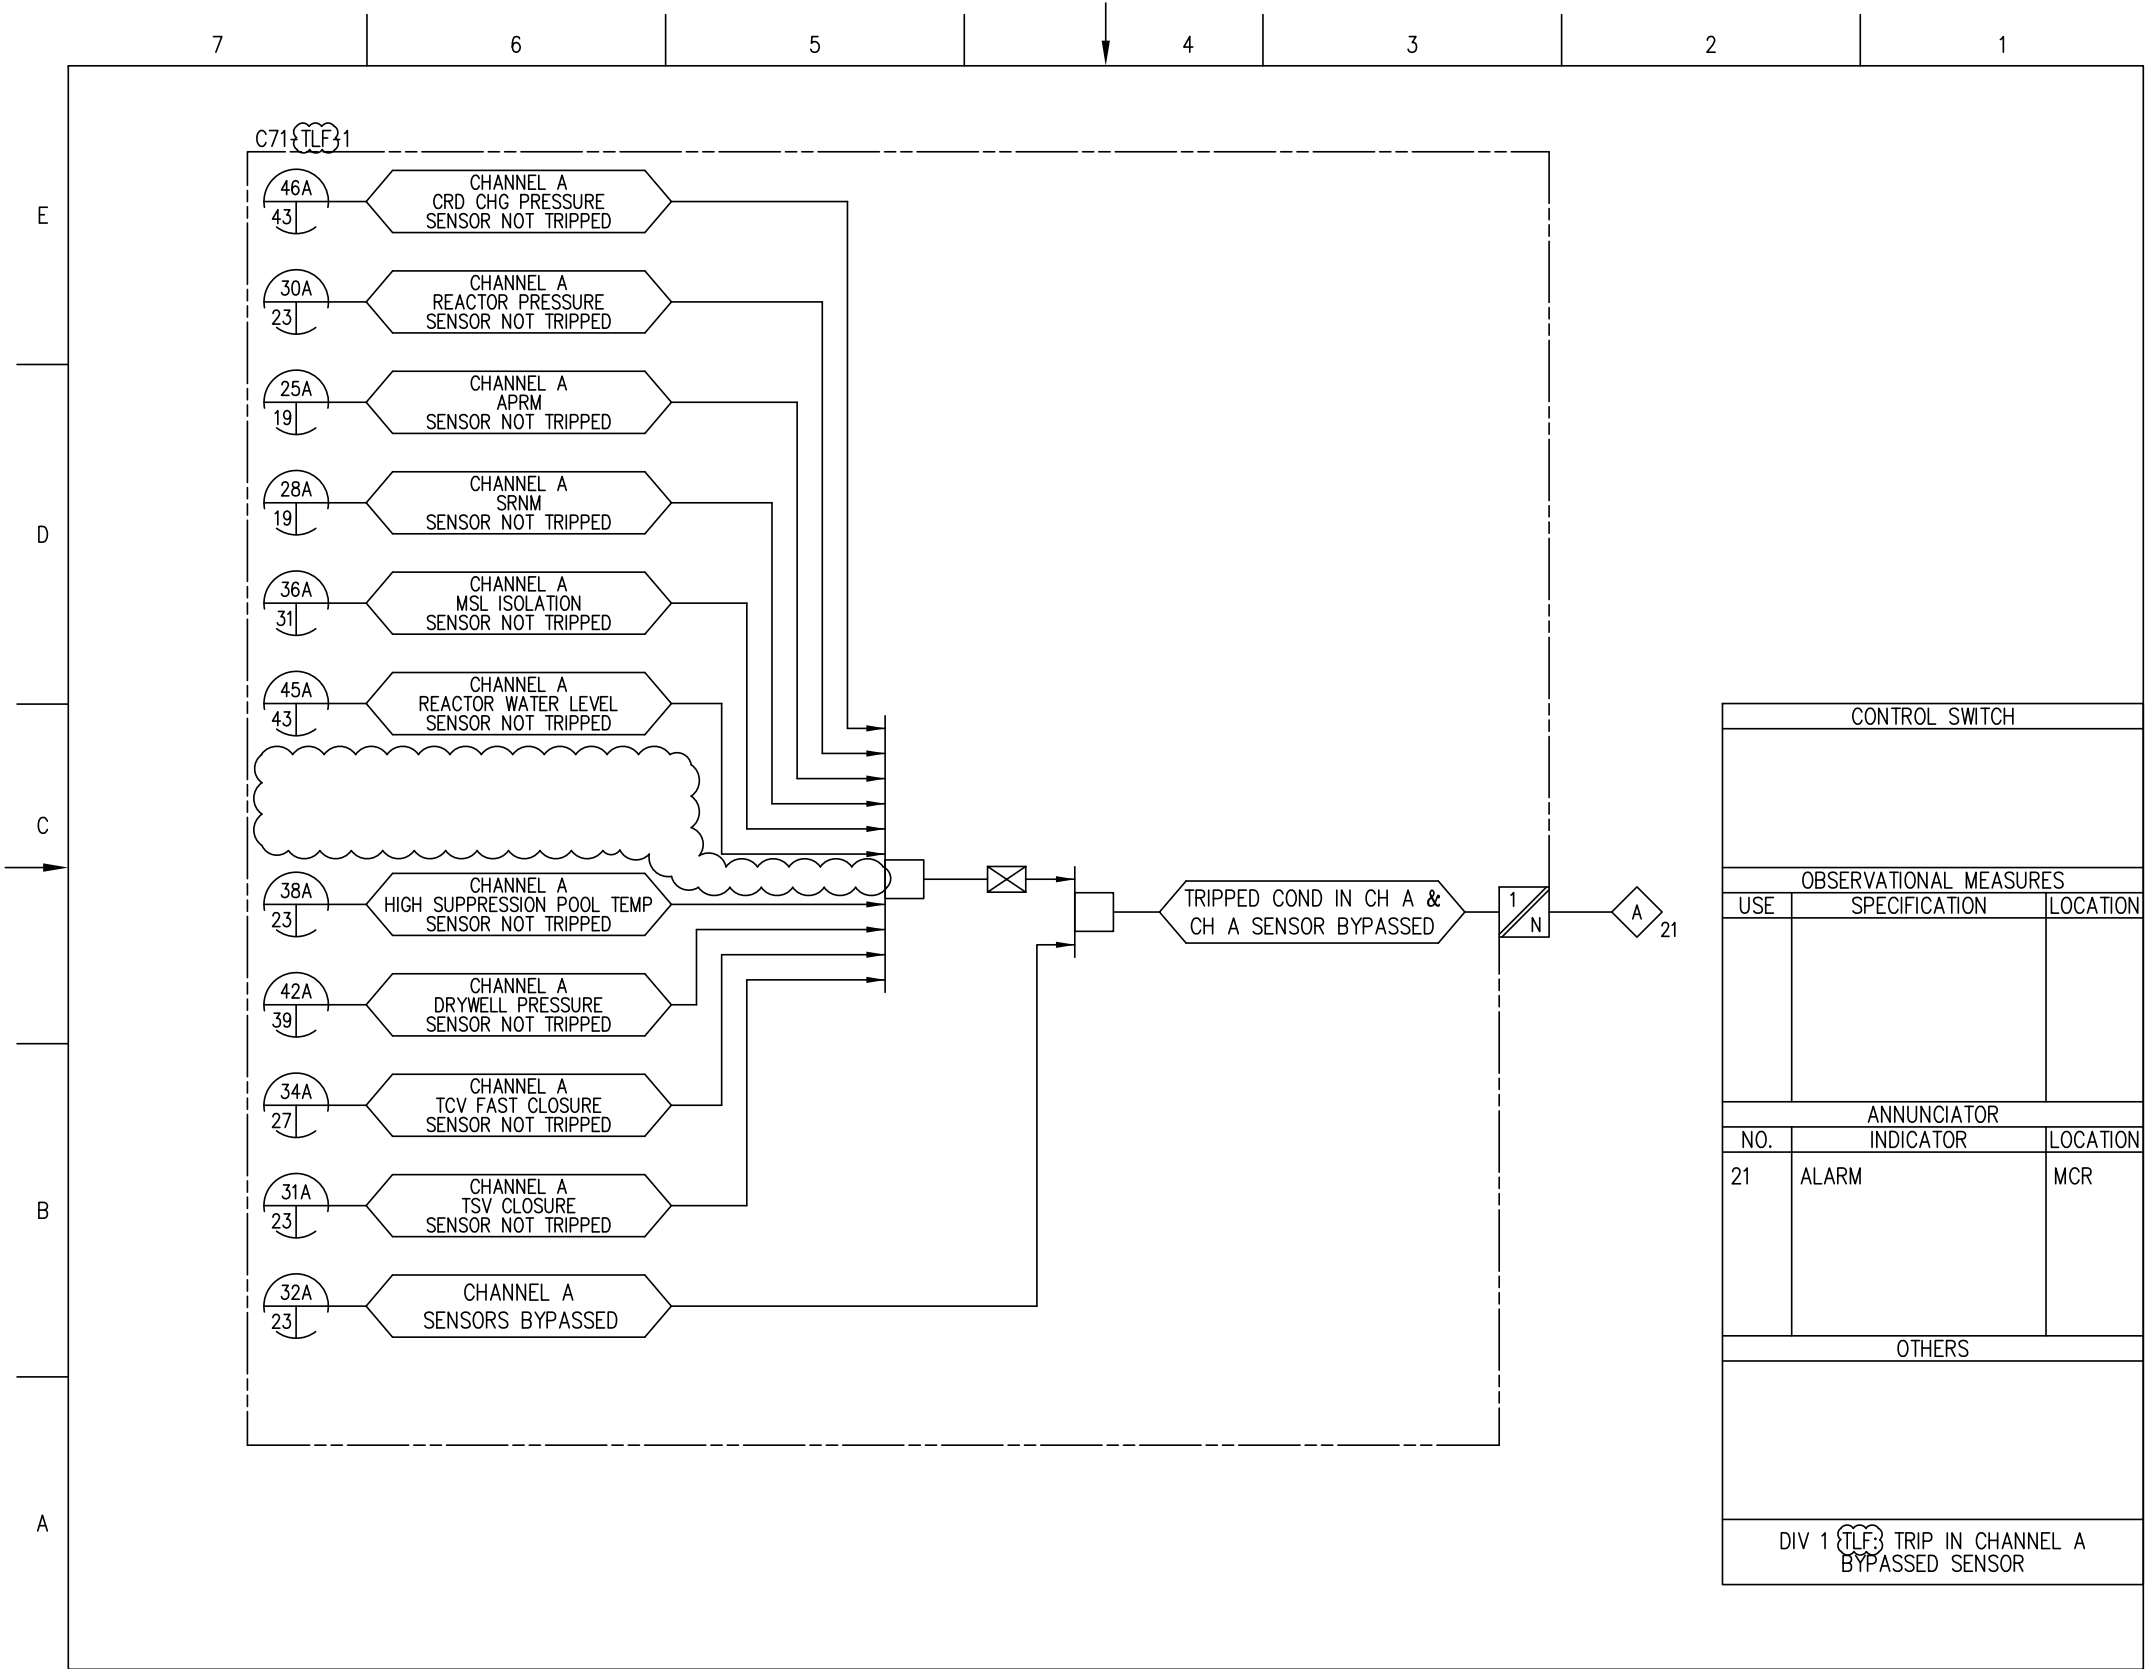 7 6 5 4 3 2 1
C71-TLF-1
46A
43
CHANNEL A
CRD CHG PRESSURE
SENSOR NOT TRIPPED
E
30A
23
CHANNEL A
REACTOR PRESSURE
SENSOR NOT TRIPPED
25A
19
CHANNEL A
APRM
SENSOR NOT TRIPPED
28A
19
CHANNEL A
SRNM
SENSOR NOT TRIPPED
D
36A
31
CHANNEL A
MSL ISOLATION
SENSOR NOT TRIPPED
45A
43
CHANNEL A
REACTOR WATER LEVEL
SENSOR NOT TRIPPED
C
38A
23
CHANNEL A
HIGH SUPPRESSION POOL TEMP
SENSOR NOT TRIPPED
42A
39
CHANNEL A
DRYWELL PRESSURE
SENSOR NOT TRIPPED
34A
27
CHANNEL A
TCV FAST CLOSURE
SENSOR NOT TRIPPED
31A
23
CHANNEL A
TSV CLOSURE
SENSOR NOT TRIPPED
B
32A
23
CHANNEL A
SENSORS BYPASSED
A
TRIPPED COND IN CH A &
CH A SENSOR BYPASSED
1
N
A
21
CONTROL SWITCH
OBSERVATIONAL MEASURES
USE SPECIFICATION LOCATION
ANNUNCIATOR
NO. INDICATOR LOCATION
21 ALARM MCR
OTHERS
DIV 1 TLF: TRIP IN CHANNEL A
BYPASSED SENSOR